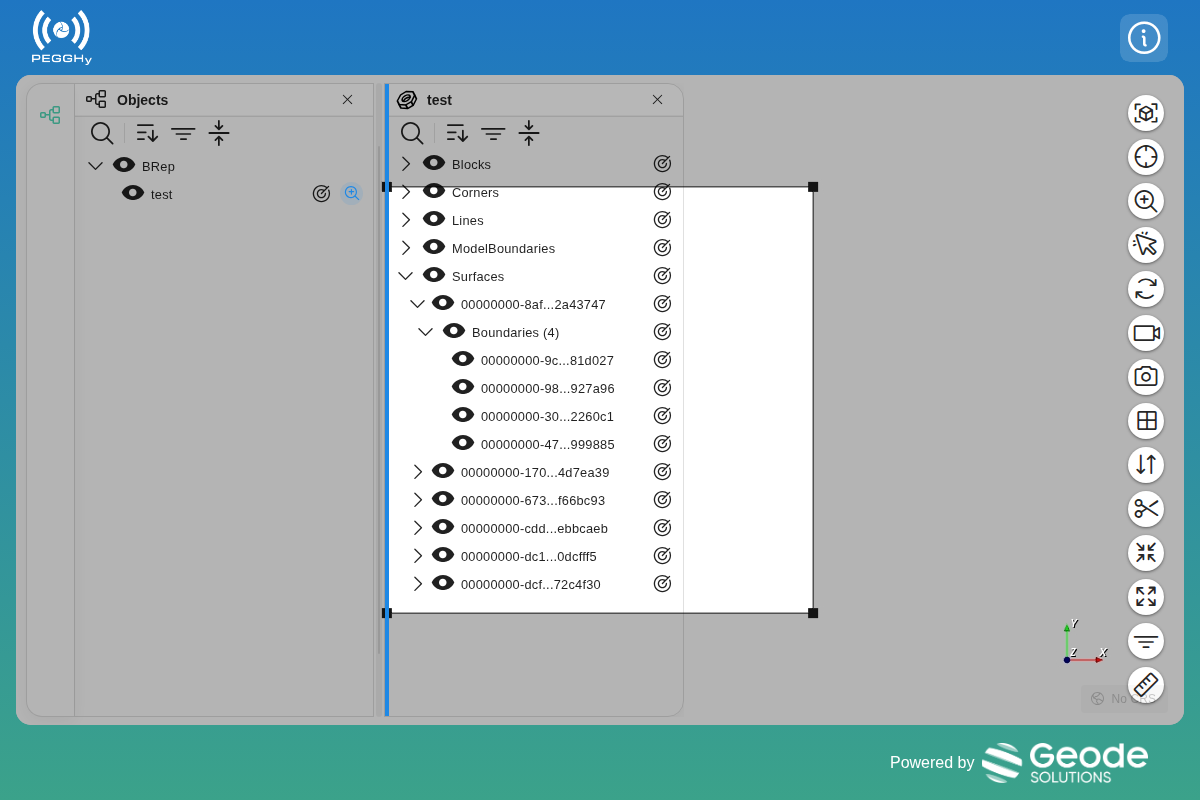 PEGGHy
Objects
BRep
test
test
Blocks
Corners
Lines
ModelBoundaries
Surfaces
00000000-8af...2a43747
Boundaries (4)
00000000-9c...81d027
00000000-98...927a96
00000000-30...2260c1
00000000-47...999885
00000000-170...4d7ea39
00000000-673...f66bc93
00000000-cdd...ebbcaeb
00000000-dc1...0dcfff5
00000000-dcf...72c4f30
Y
Z X
No CRS
Powered by Geode
SOLUTIONS